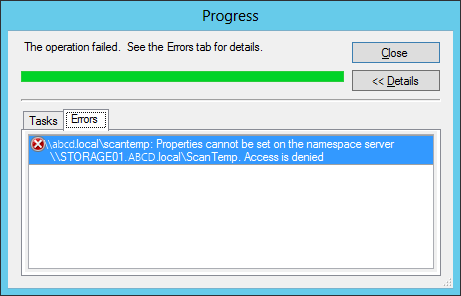 Progress
The operation failed. See the Errors tab for details.
Close
<< Details
Tasks
Errors
\\abcd.local\scantemp: Properties cannot be set on the namespace server
\\STORAGE01.ABCD.local\ScanTemp. Access is denied